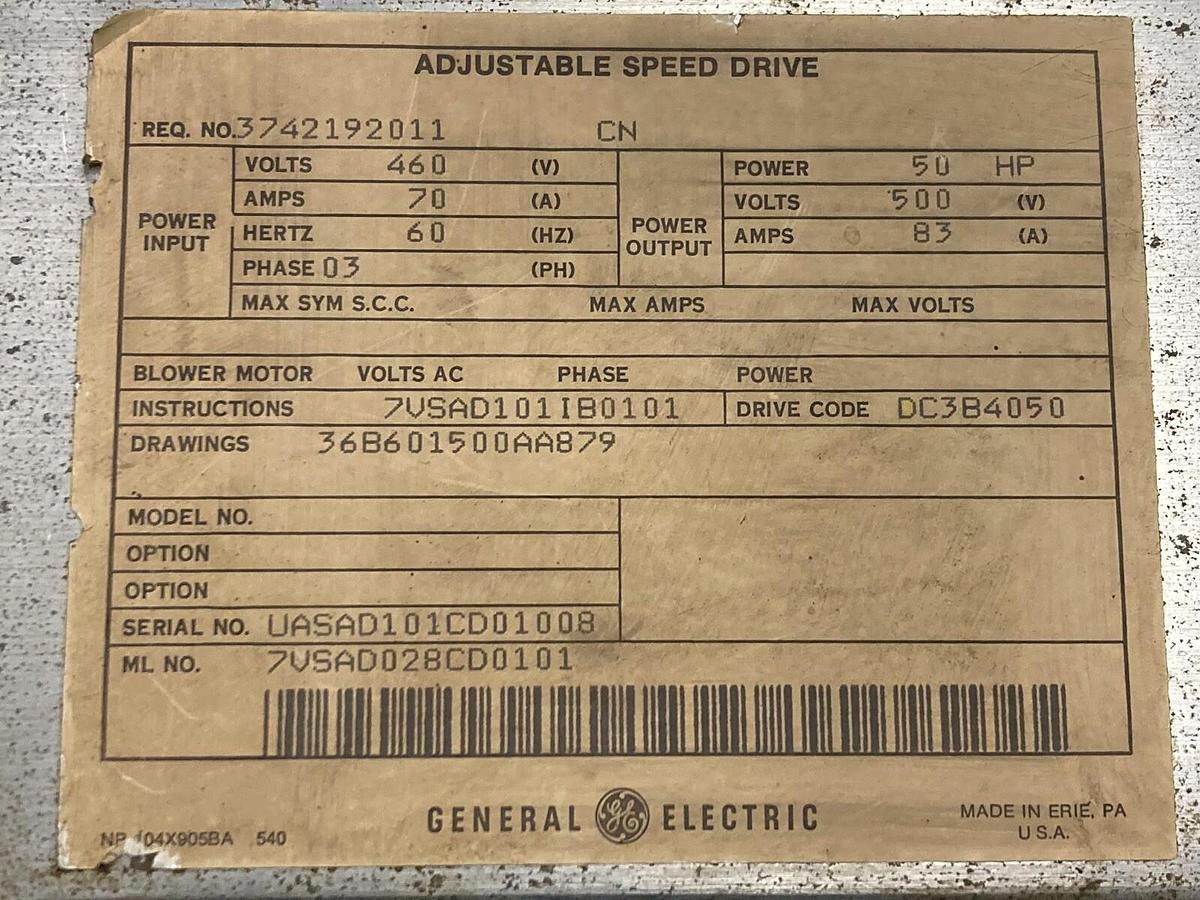 ADJUSTABLE SPEED DRIVE
REQ. NO. 3742192011 CN
POWER INPUT
VOLTS 460 (V)
AMPS 70 (A)
HERTZ 60 (HZ)
PHASE 03 (PH)
POWER OUTPUT
POWER 50 HP
VOLTS 500 (V)
AMPS 83 (A)
MAX SYM S.C.C. MAX AMPS MAX VOLTS
BLOWER MOTOR VOLTS AC PHASE POWER
INSTRUCTIONS 7VSAD101IB0101 DRIVE CODE DC3B4050
DRAWINGS 36B601500AA879
MODEL NO.
OPTION
OPTION
SERIAL NO. UASAD101CD01008
ML NO. 7VSAD028CD0101
GENERAL GE ELECTRIC
NP 104X905BA 540
MADE IN ERIE, PA
U.S.A.